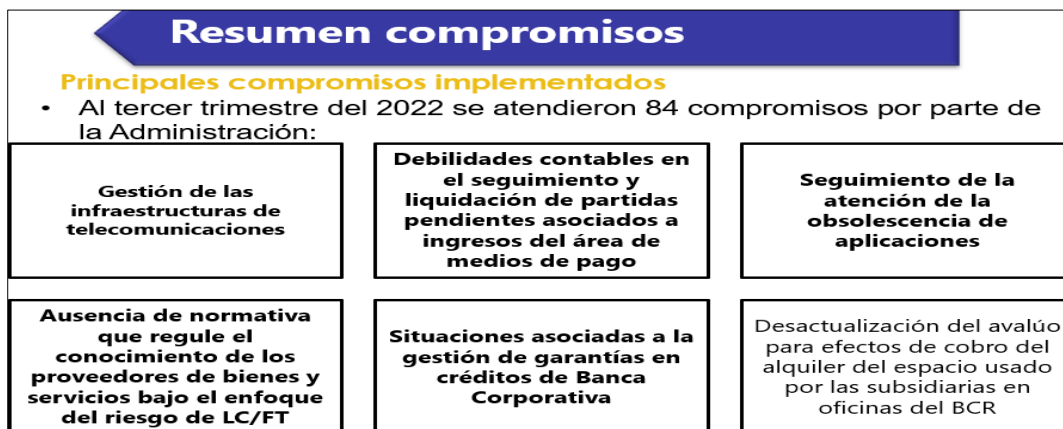 Resumen compromisos
Principales compromisos implementados
• Al tercer trimestre del 2022 se atendieron 84 compromisos por parte de
la Administración:
Gestión de las
infraestructuras de
telecomunicaciones
Debilidades contables en
el seguimiento y
liquidación de partidas
pendientes asociados a
ingresos del área de
medios de pago
Seguimiento de la
atención de la
obsolescencia de
aplicaciones
Ausencia de normativa
que regule el
conocimiento de los
proveedores de bienes y
servicios bajo el enfoque
del riesgo de LC/FT
Situaciones asociadas a la
gestión de garantías en
créditos de Banca
Corporativa
Desactualización del avalúo
para efectos de cobro del
alquiler del espacio usado
por las subsidiarias en
oficinas del BCR